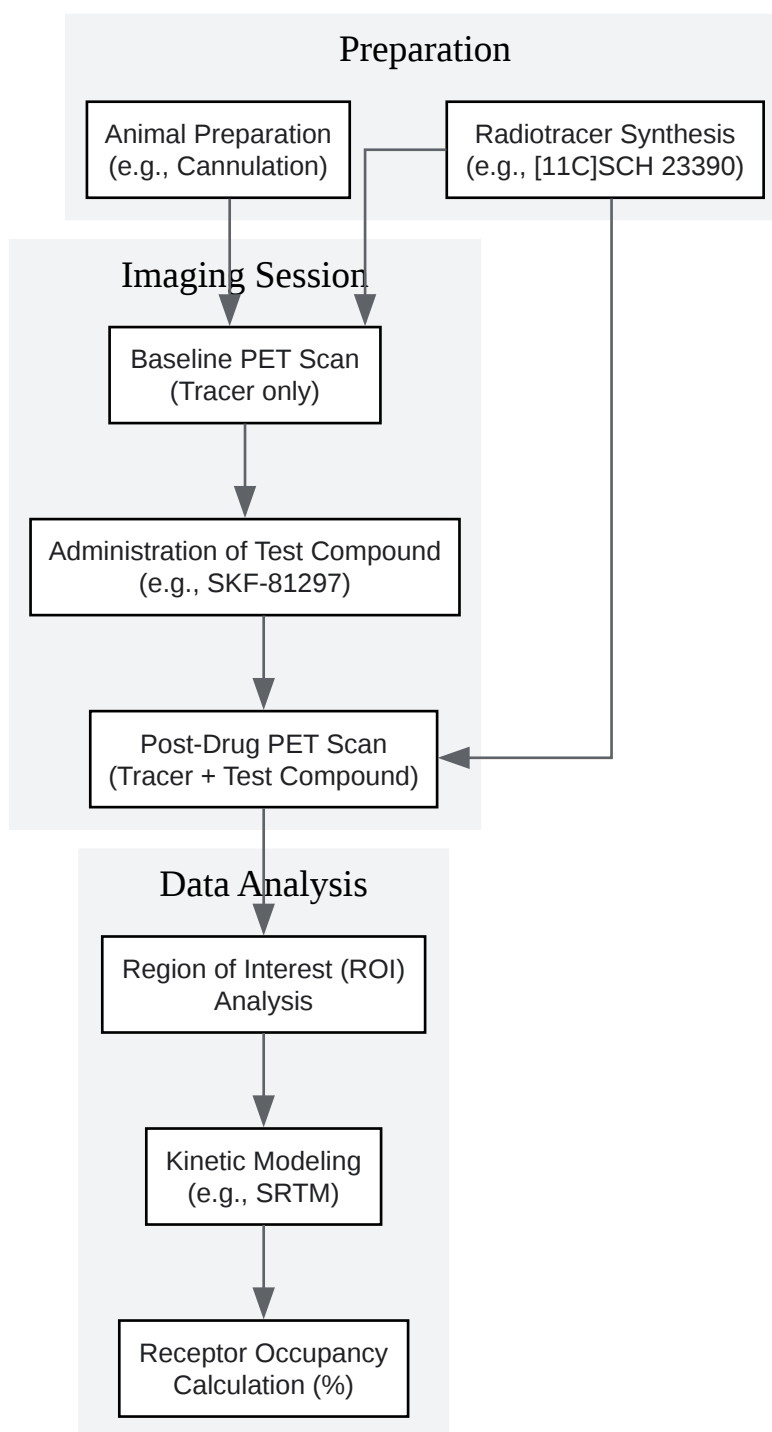 Preparation
Animal Preparation
(e.g., Cannulation)
Radiotracer Synthesis
(e.g., [11C]SCH 23390)
Imaging Session
Baseline PET Scan
(Tracer only)
Administration of Test Compound
(e.g., SKF-81297)
Post-Drug PET Scan
(Tracer + Test Compound)
Data Analysis
Region of Interest (ROI)
Analysis
Kinetic Modeling
(e.g., SRTM)
Receptor Occupancy
Calculation (%)